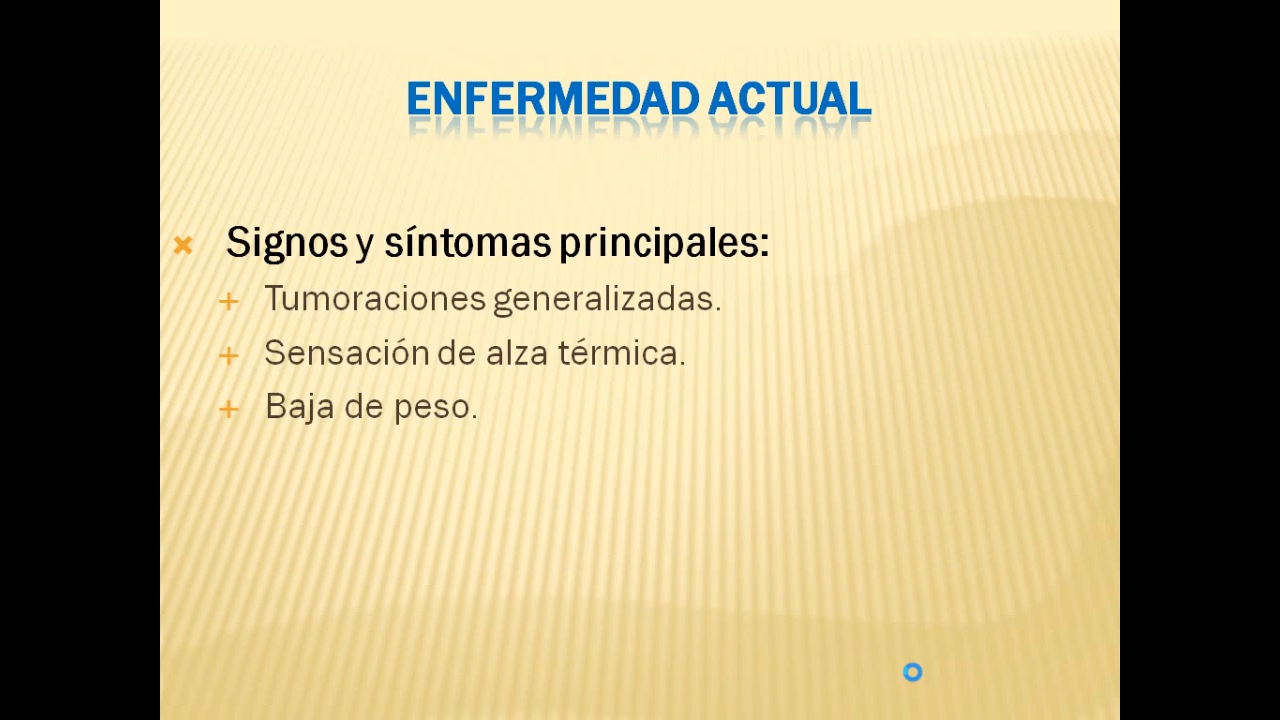 ENFERMEDAD ACTUAL
Signos y síntomas principales:
Tumoraciones generalizadas.
Sensación de alza térmica.
Baja de peso.